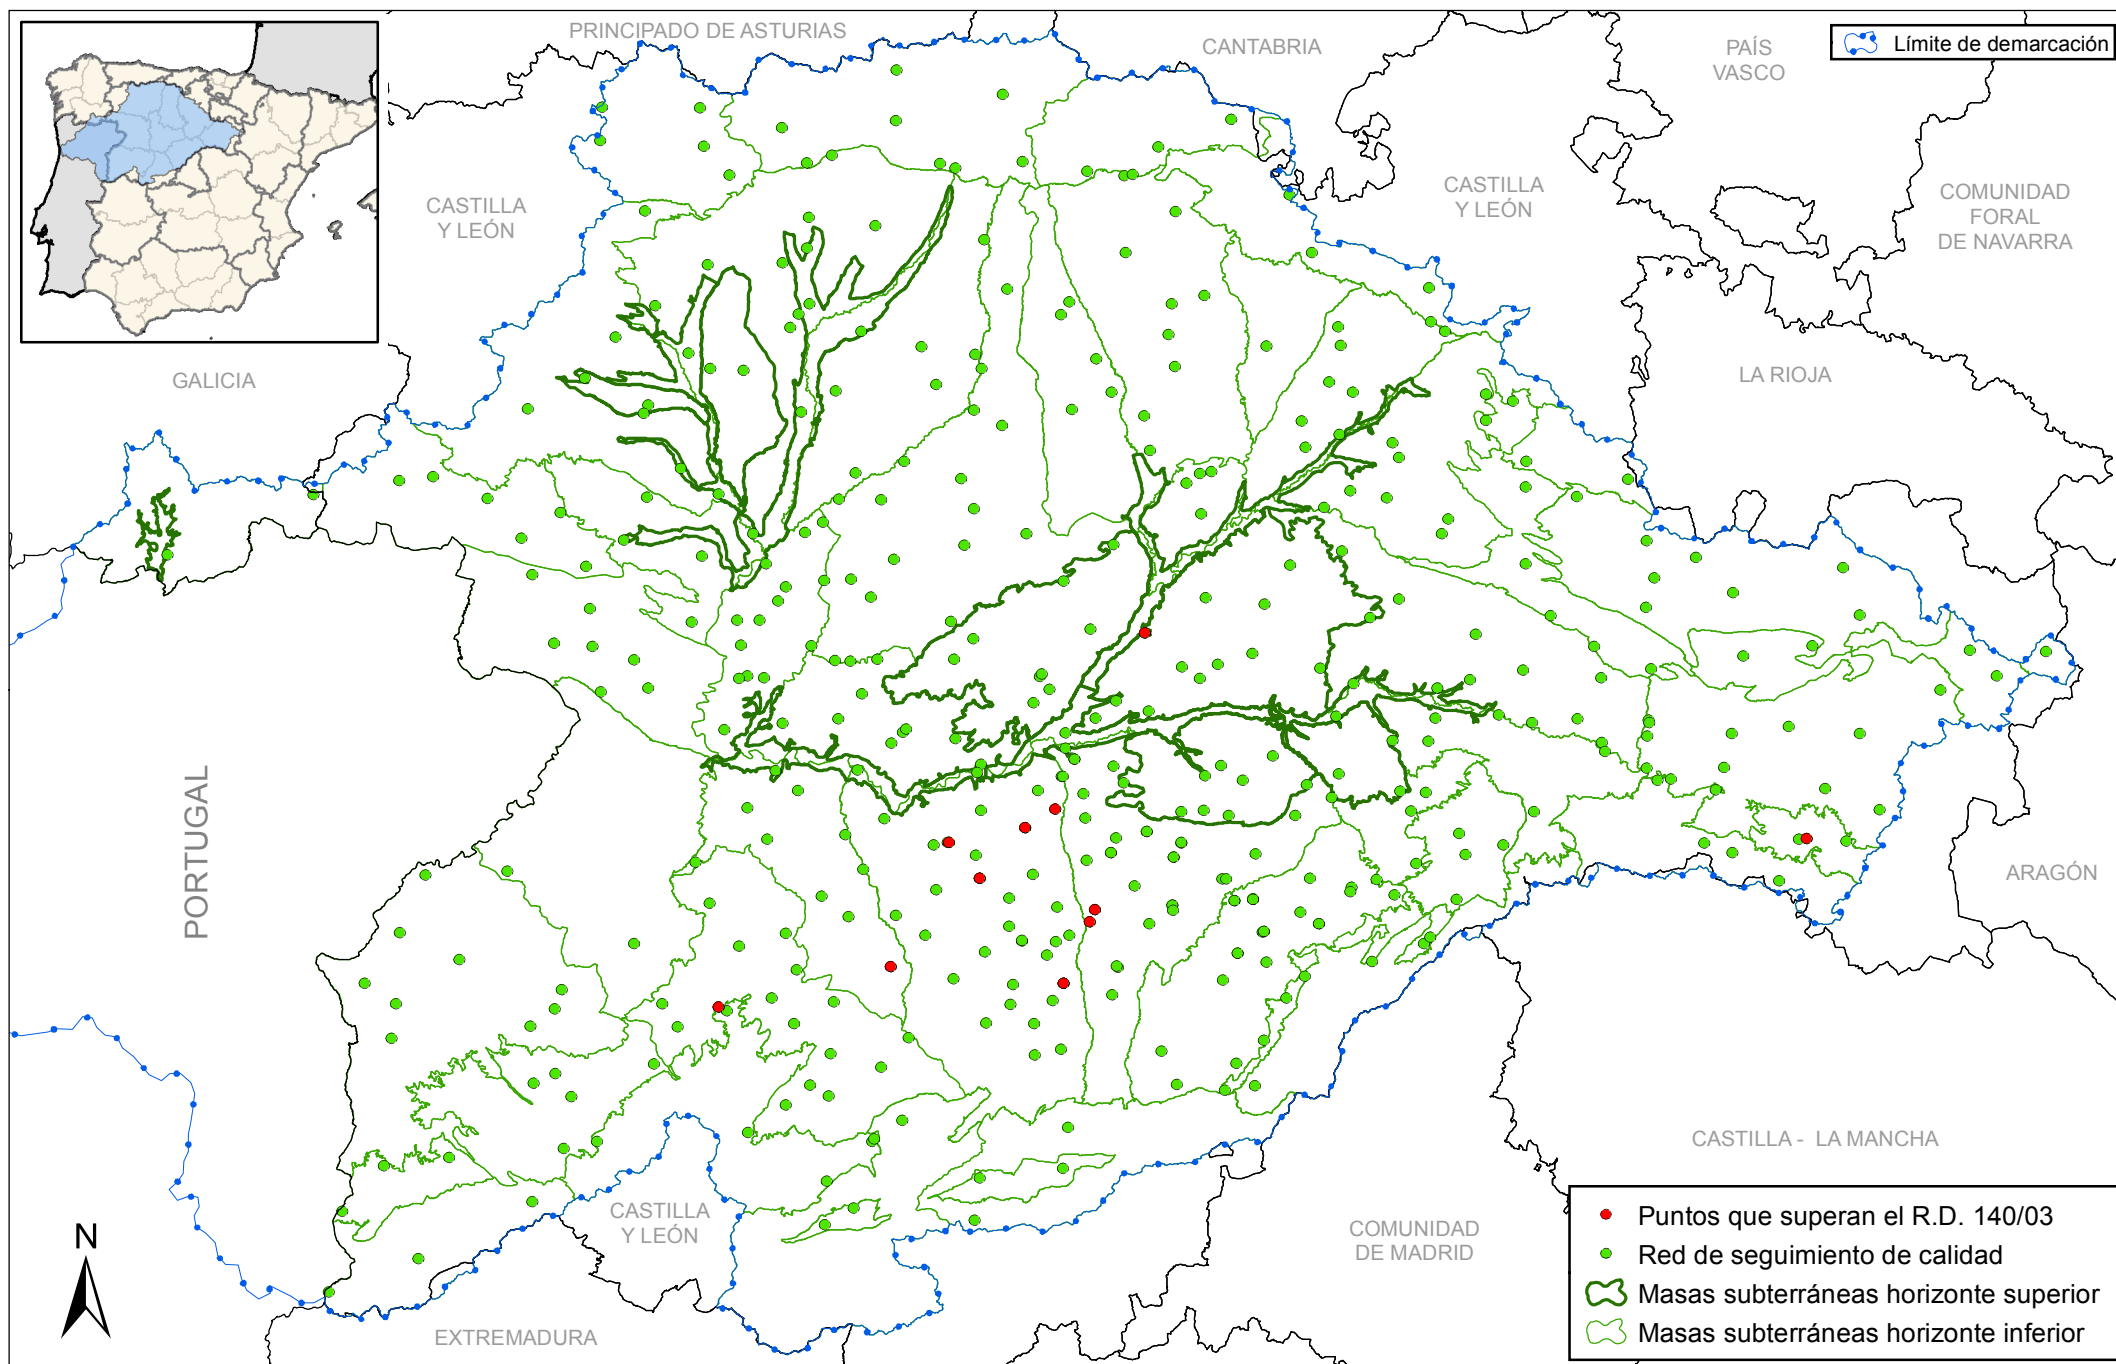 PRINCIPADO DE ASTURIAS
CANTABRIA
PAÍS
VASCO
Límite de demarcación
CASTILLA
Y LEÓN
CASTILLA
Y LEÓN
COMUNIDAD
FORAL
DE NAVARRA
GALICIA
LA RIOJA
PORTUGAL
ARAGÓN
CASTILLA - LA MANCHA
CASTILLA
Y LEÓN
COMUNIDAD
DE MADRID
EXTREMADURA
N
Puntos que superan el R.D. 140/03
Red de seguimiento de calidad
Masas subterráneas horizonte superior
Masas subterráneas horizonte inferior